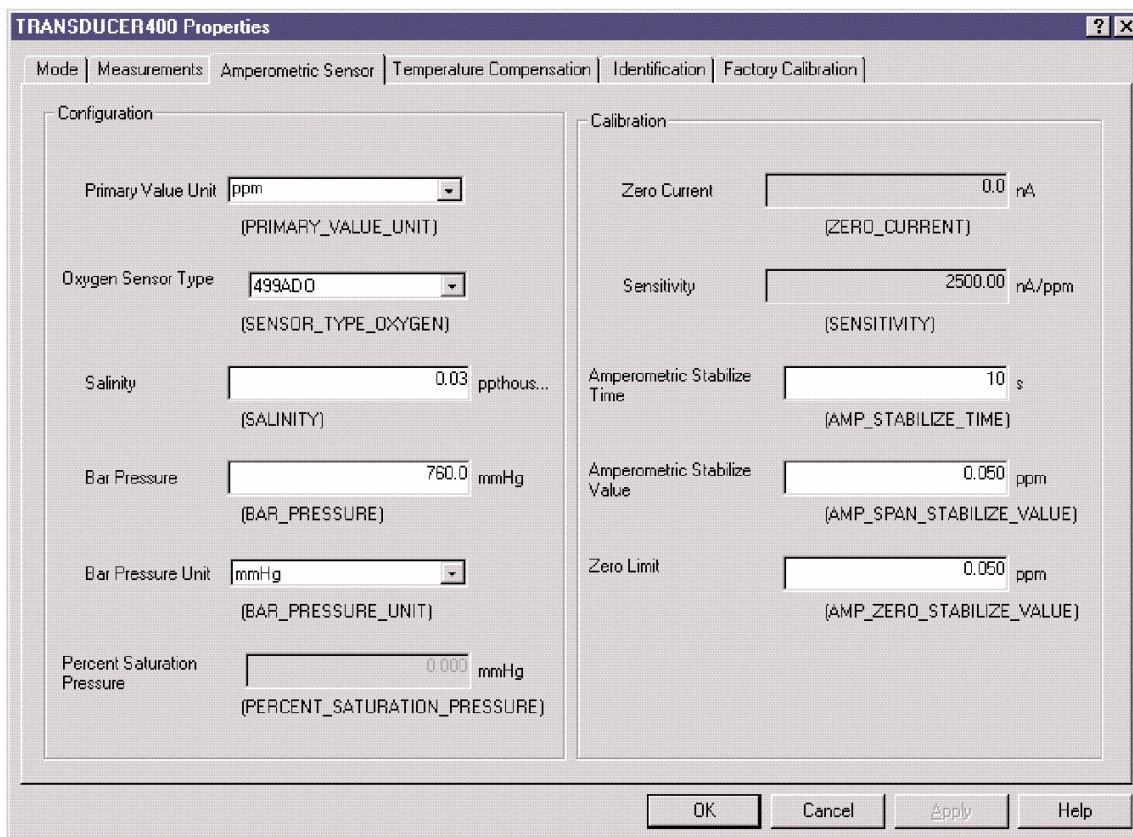 TRANSDUCER400 Properties
Mode Measurements Amperometric Sensor Temperature Compensation Identification Factory Calibration
Configuration
Primary Value Unit ppm
(PRIMARY_VALUE_UNIT)
Oxygen Sensor Type 499ADO
(SENSOR_TYPE_OXYGEN)
Salinity 0.03 ppthous...
(SALINITY)
Bar Pressure 760.0 mmHg
(BAR_PRESSURE)
Bar Pressure Unit mmHg
(BAR_PRESSURE_UNIT)
Percent Saturation
Pressure 0.000 mmHg
(PERCENT_SATURATION_PRESSURE)
Calibration
Zero Current 0.0 nA
(ZERO_CURRENT)
Sensitivity 2500.00 nA/ppm
(SENSITIVITY)
Amperometric Stabilize
Time 10 s
(AMP_STABILIZE_TIME)
Amperometric Stabilize
Value 0.050 ppm
(AMP_SPAN_STABILIZE_VALUE)
Zero Limit 0.050 ppm
(AMP_ZERO_STABILIZE_VALUE)
OK Cancel Apply Help